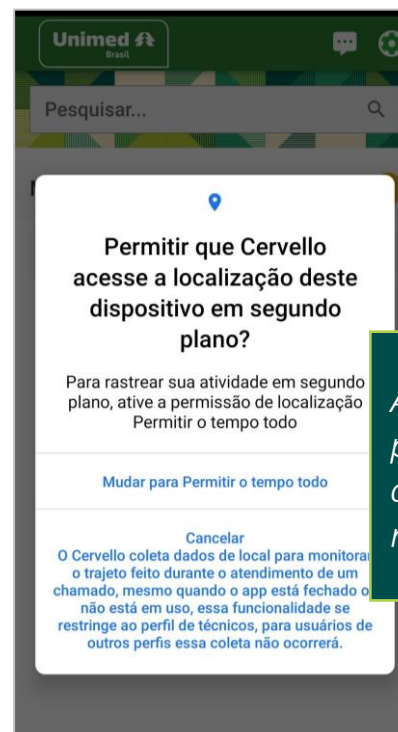 Unimed
Brasil
Pesquisar...
Permitir que Cervello
acesse a localização deste
dispositivo em segundo
plano?
Para rastrear sua atividade em segundo
plano, ative a permissão de localização
Permitir o tempo todo
Mudar para Permitir o tempo todo
Cancelar
O Cervello coleta dados de local para monitorar
o trajeto feito durante o atendimento de um
chamado, mesmo quando o app está fechado
não está em uso, essa funcionalidade se
restringe ao perfil de técnicos, para usuários de
outros perfis essa coleta não ocorrerá.